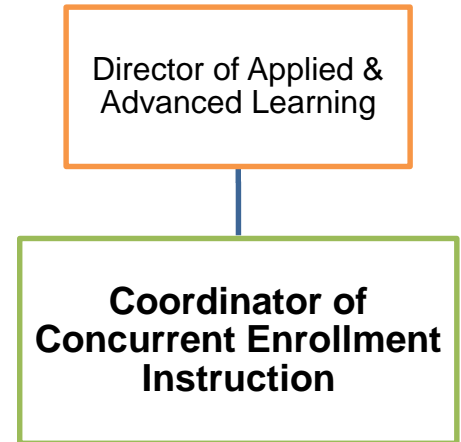 Director of Applied &
Advanced Learning
Coordinator of
Concurrent Enrollment
Instruction